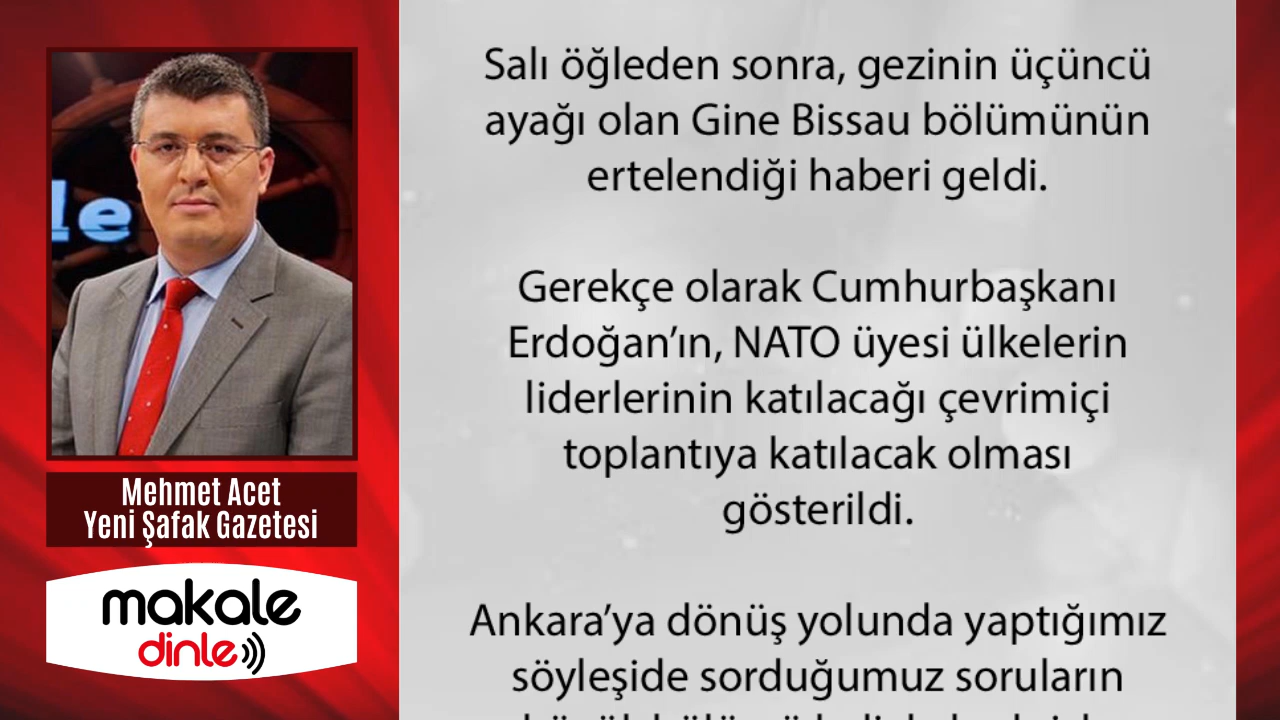 Salı öğleden sonra, gezinin üçüncü
ayağı olan Gine Bissau bölümünün
ertelendiği haberi geldi.
Gerekçe olarak Cumhurbaşkanı
Erdoğan’ın, NATO üyesi ülkelerin
liderlerinin katılacağı çevrimiçi
toplantıya katılacak olması
gösterildi.
Ankara’ya dönüş yolunda yaptığımız
söyleşide sorduğumuz soruların
le
Mehmet Acet
Yeni Şafak Gazetesi
makale
dinle